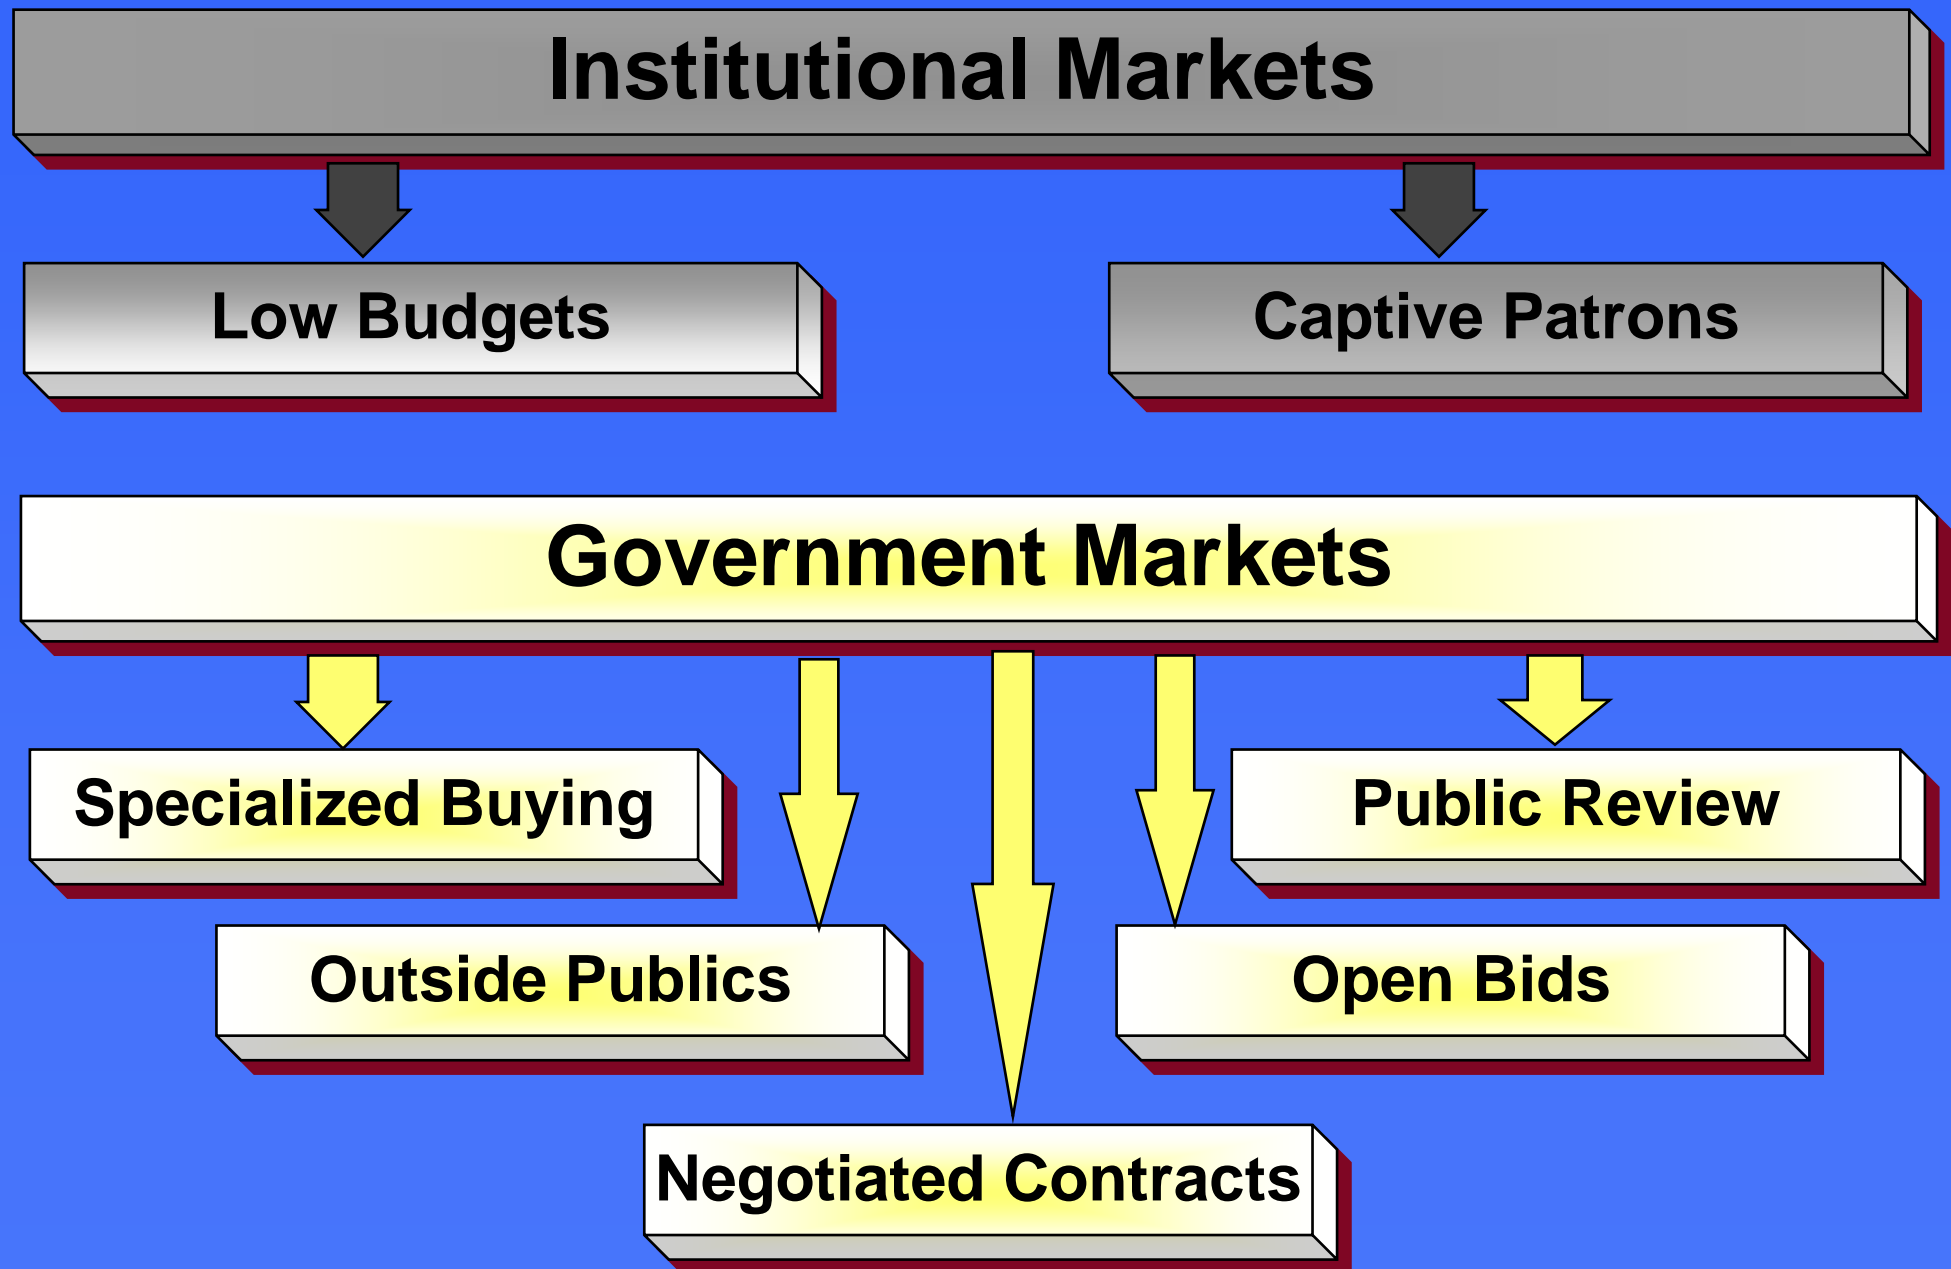 Institutional Markets
Low Budgets
Captive Patrons
Government Markets
Specialized Buying
Public Review
Outside Publics
Open Bids
Negotiated Contracts